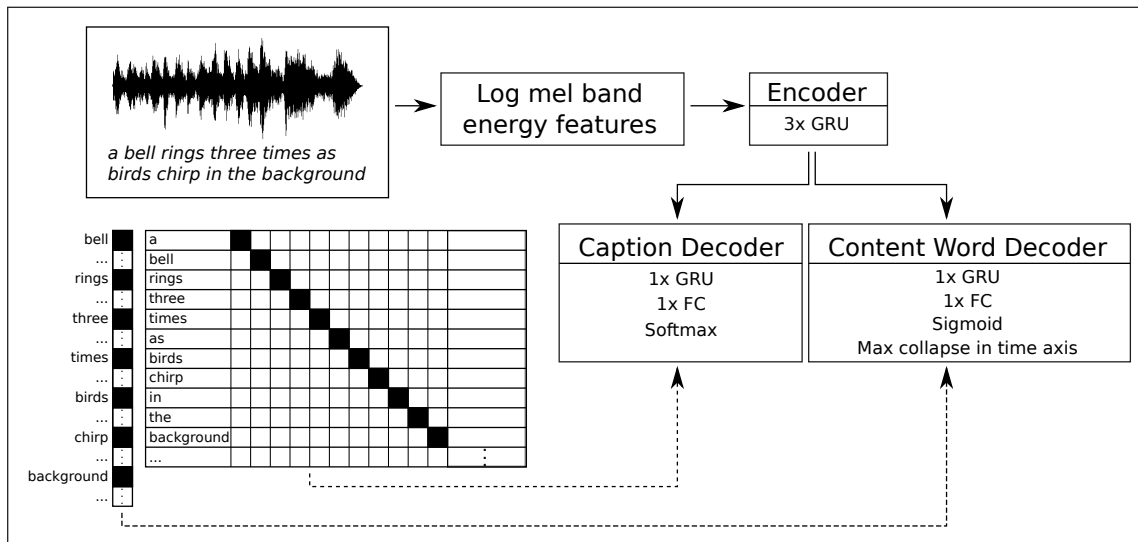 a bell rings three times as
birds chirp in the background
Log mel band
energy features
Encoder
3x GRU
Caption Decoder
1x GRU
1x FC
Softmax
Content Word Decoder
1x GRU
1x FC
Sigmoid
Max collapse in time axis
bell
...
rings
...
three
...
times
...
birds
...
chirp
...
background
...
a
bell
rings
three
times
as
birds
chirp
in
the
background
...